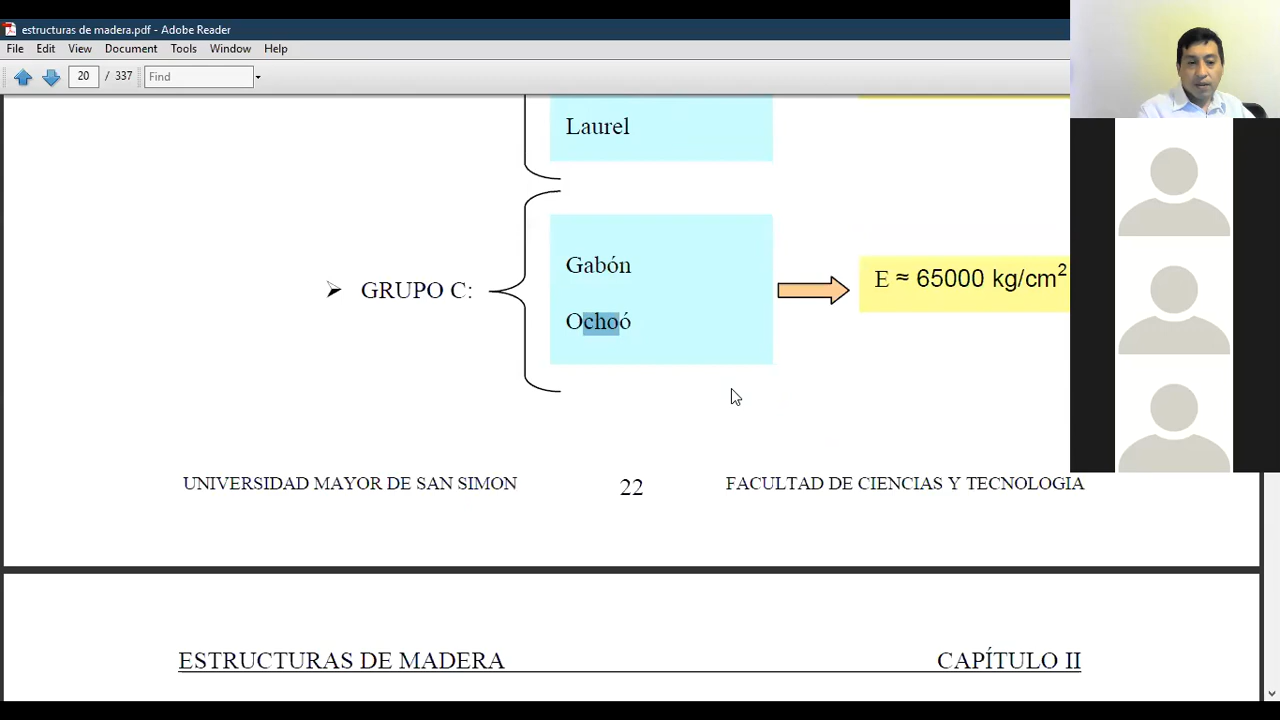 estructuras de madera.pdf - Adobe Reader
File Edit View Document Tools Window Help
20 / 337 Find
Laurel
Gabón
➢ GRUPO C:
E ≈ 65000 kg/cm²
Ochoó
UNIVERSIDAD MAYOR DE SAN SIMON 22 FACULTAD DE CIENCIAS Y TECNOLOGIA
ESTRUCTURAS DE MADERA CAPÍTULO II